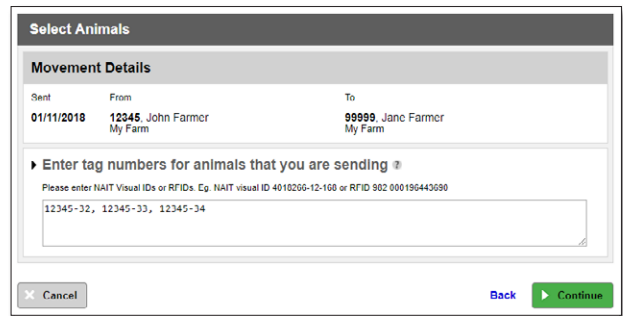 Select Animals
Movement Details
Sent From To
01/11/2018 12345, John Farmer 99999, Jane Farmer
My Farm My Farm
Enter tag numbers for animals that you are sending
Please enter NAIT Visual IDs or RFIDs. Eg. NAIT visual ID 4018266-12-168 or RFID 982 000196443690
12345-32, 12345-33, 12345-34
Cancel Back Continue